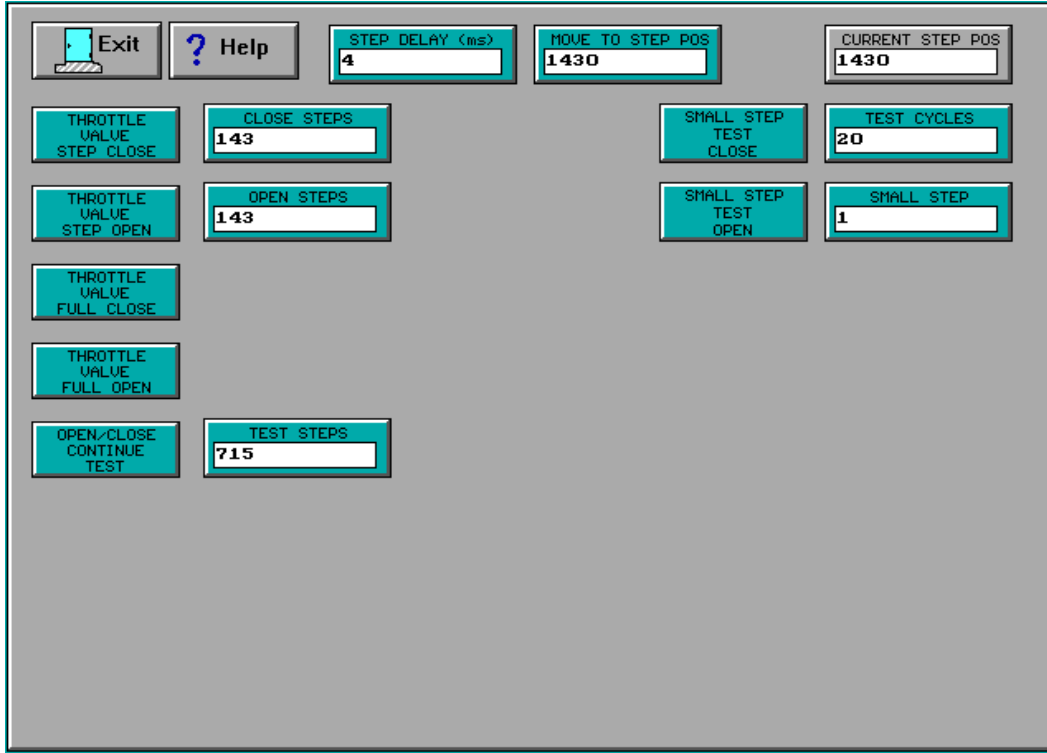 Exit
? Help
STEP DELAY (ms)
4
MOVE TO STEP POS
1430
CURRENT STEP POS
1430
THROTTLE
VALVE
STEP CLOSE
CLOSE STEPS
143
SMALL STEP
TEST
CLOSE
TEST CYCLES
20
THROTTLE
VALVE
STEP OPEN
OPEN STEPS
143
SMALL STEP
TEST
OPEN
SMALL STEP
1
THROTTLE
VALVE
FULL CLOSE
THROTTLE
VALVE
FULL OPEN
OPEN/CLOSE
CONTINUE
TEST
TEST STEPS
715